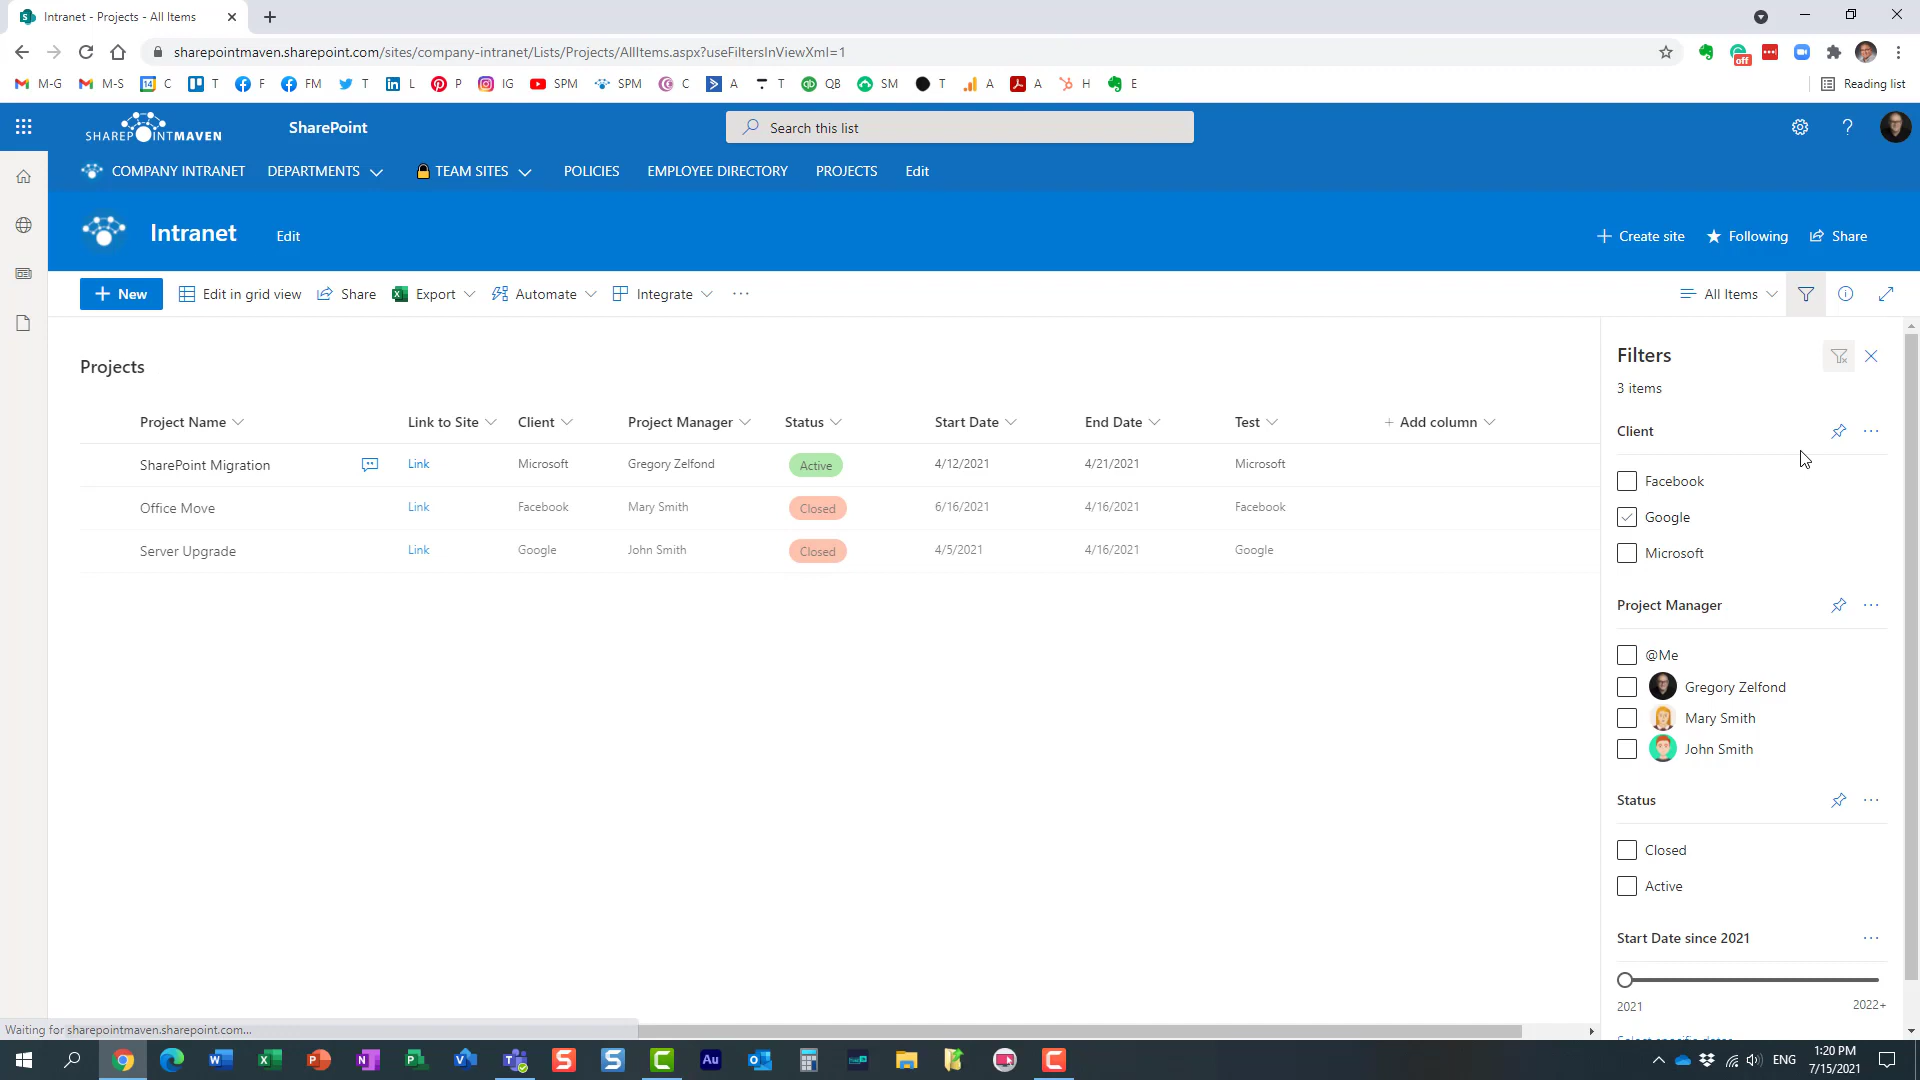 Intranet - Projects - All Items
sharepointmaven.sharepoint.com/sites/company-intranet/Lists/Projects/AllItems.aspx?useFiltersInViewXml=1
off
M-G M-S 14 C T F FM T L P IG SPM SPM C A T QB SM T A A H E Reading list
SHAREPOINTMAVEN SharePoint Search this list ?
COMPANY INTRANET DEPARTMENTS TEAM SITES POLICIES EMPLOYEE DIRECTORY PROJECTS Edit
Intranet Edit + Create site Following Share
+ New Edit in grid view Share Export Automate Integrate ... All Items
Projects
Project Name Link to Site Client Project Manager Status Start Date End Date Test + Add column
SharePoint Migration Link Microsoft Gregory Zelfond Active 4/12/2021 4/21/2021 Microsoft
Office Move Link Facebook Mary Smith Closed 6/16/2021 4/16/2021 Facebook
Server Upgrade Link Google John Smith Closed 4/5/2021 4/16/2021 Google
Filters
3 items
Client ...
Facebook
Google
Microsoft
Project Manager ...
@Me
Gregory Zelfond
Mary Smith
John Smith
Status ...
Closed
Active
Start Date since 2021 ...
2021 2022+
Select specific dates
Waiting for sharepointmaven.sharepoint.com...
Au
ENG
1:20 PM
7/15/2021